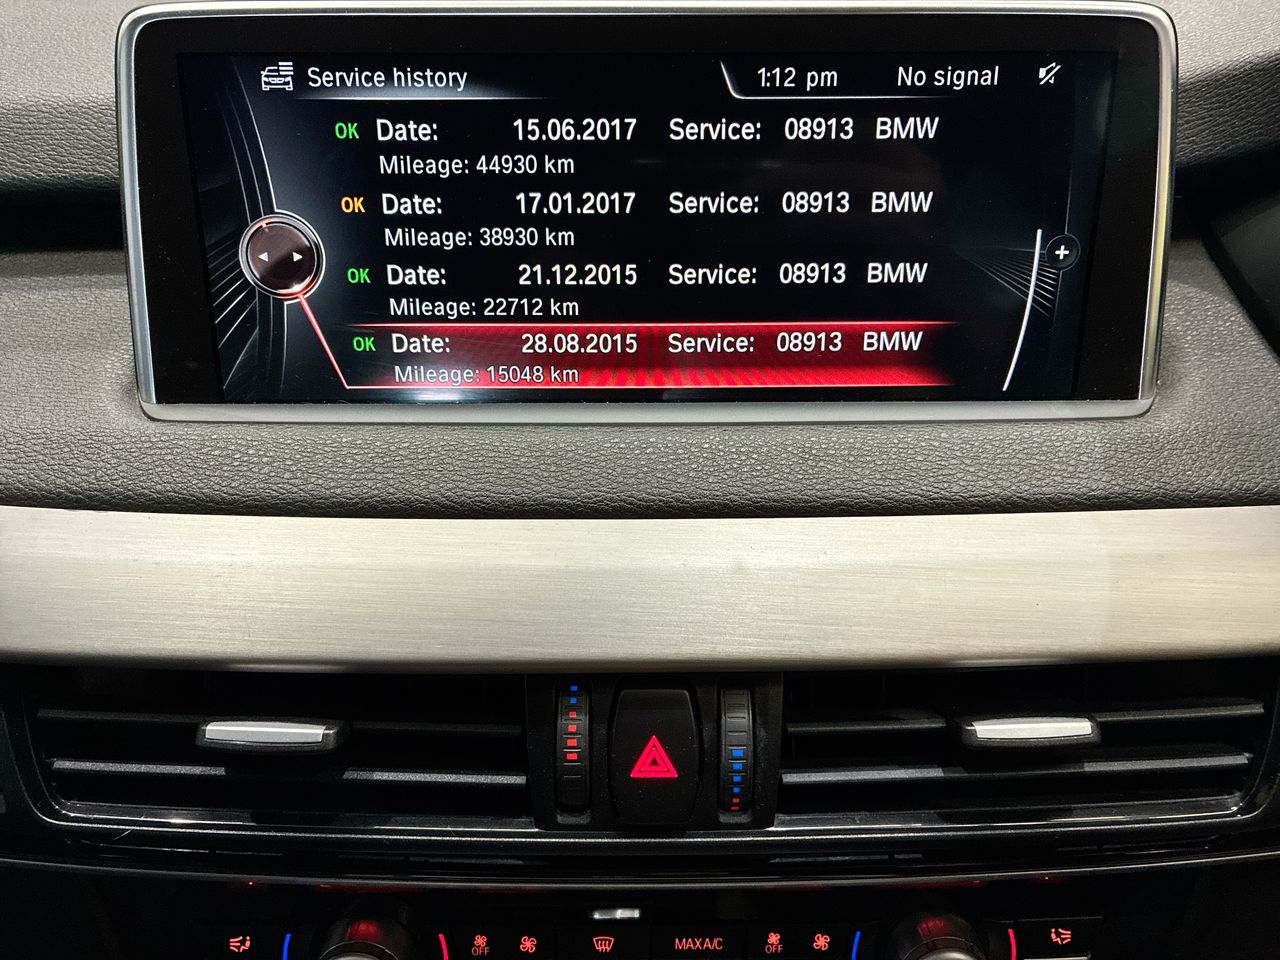 Service history 1:12 pm No signal
OK Date: 15.06.2017 Service: 08913 BMW
Mileage: 44930 km
OK Date: 17.01.2017 Service: 08913 BMW
Mileage: 38930 km
OK Date: 21.12.2015 Service: 08913 BMW
Mileage: 22712 km
OK Date: 28.08.2015 Service: 08913 BMW
Mileage: 15048 km
OFF MAX A/C OFF